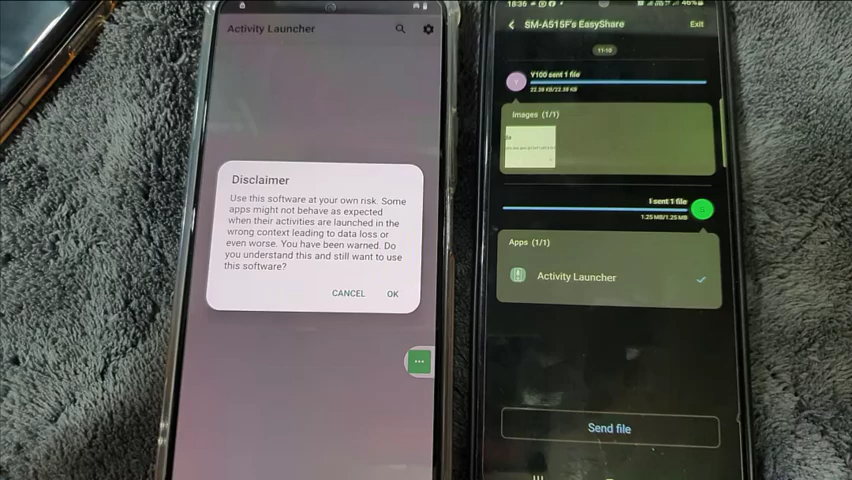 Activity Launcher
Disclaimer
Use this software at your own risk. Some
apps might not behave as expected
when their activities are launched in the
wrong context leading to data loss or
even worse. You have been warned. Do
you understand this and still want to use
this software?
CANCEL OK
18:36
46%
SM-A515F's EasyShare
Exit
11-10
Y100 sent 1 file
22.38 KB/22.38 KB
Images (1/1)
I sent 1 file
1.25 MB/1.25 MB
Apps (1/1)
Activity Launcher
Send file